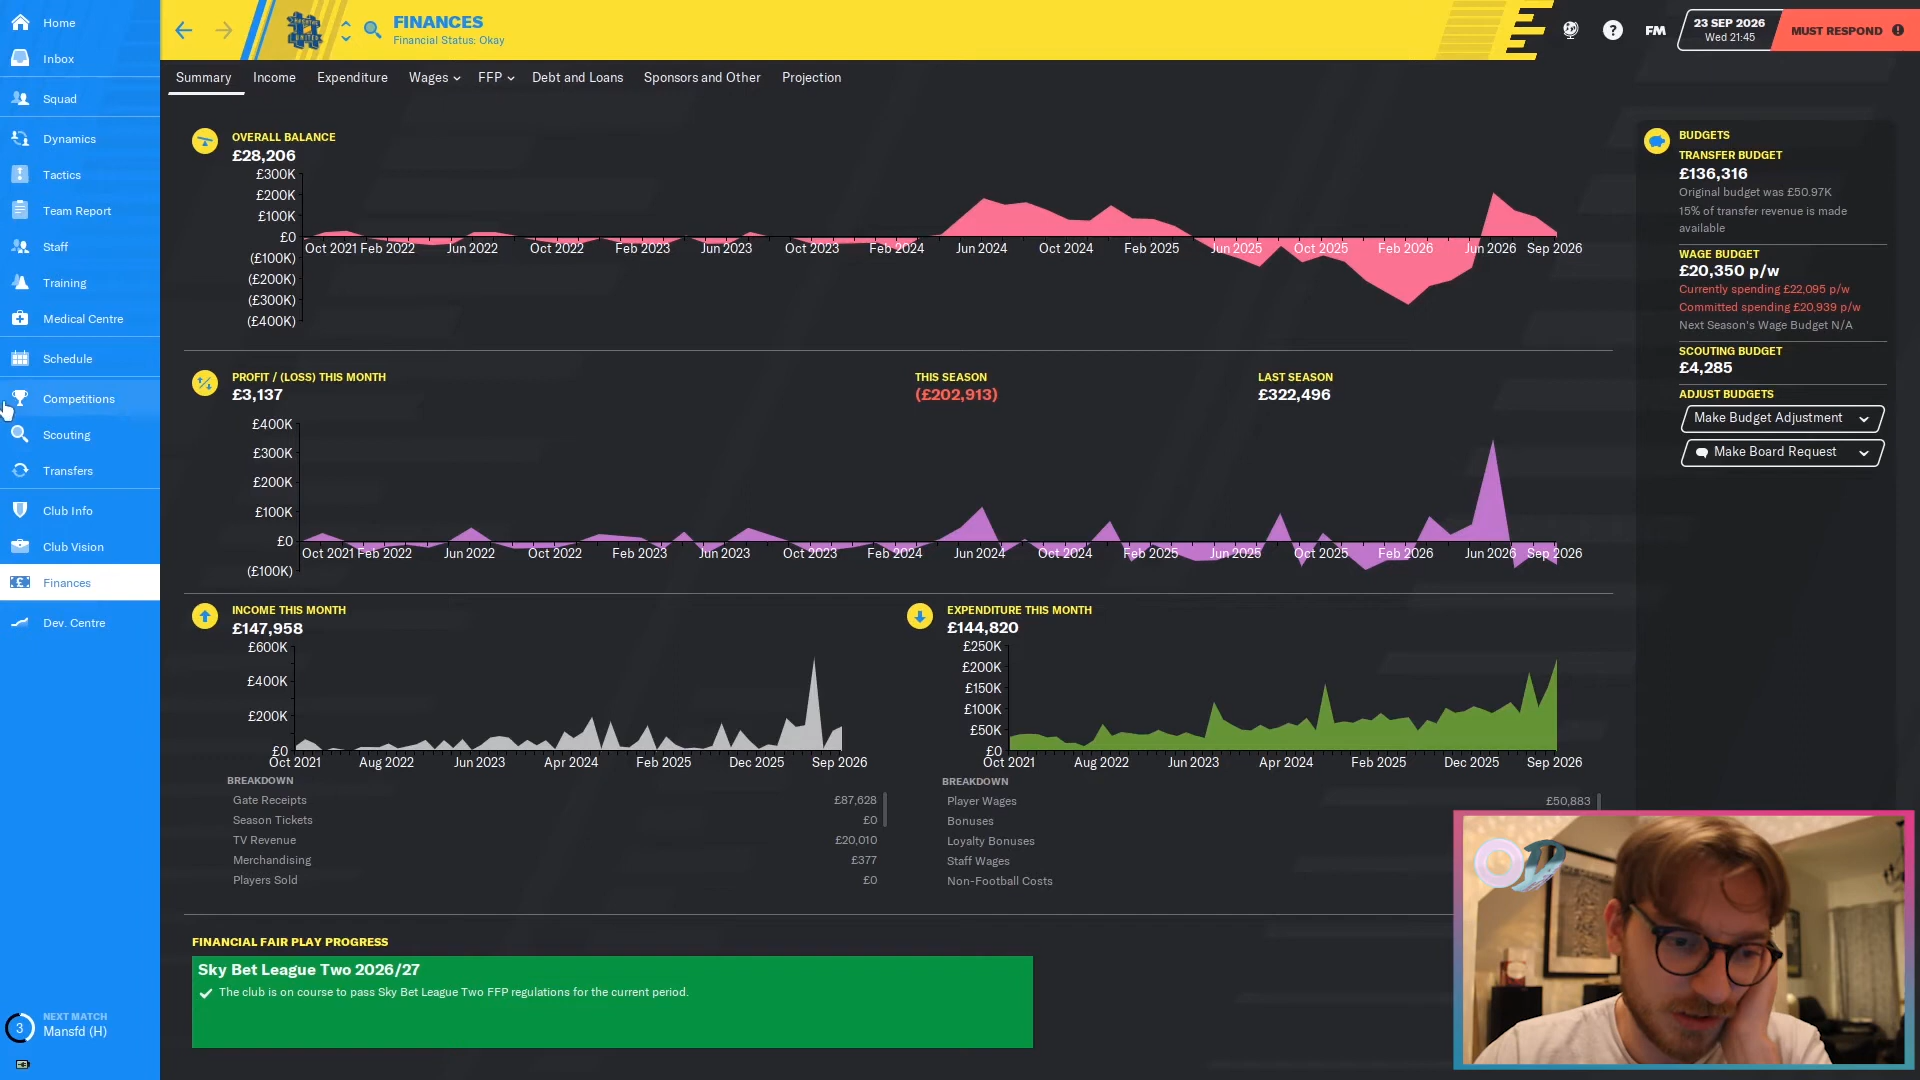 Home
Inbox
Squad
Dynamics
Tactics
Team Report
Staff
Training
Medical Centre
Schedule
Competitions
Scouting
Transfers
Club Info
Club Vision
Finances
Dev. Centre
3
NEXT MATCH
Mansfd (H)
FINANCES
Financial Status: Okay
?
FM
23 SEP 2026
Wed 21:45
MUST RESPOND
Summary
Income
Expenditure
Wages
FFP
Debt and Loans
Sponsors and Other
Projection
OVERALL BALANCE
£28,206
£300K
£200K
£100K
£0
(£100K)
(£200K)
(£300K)
(£400K)
Oct 2021 Feb 2022 Jun 2022 Oct 2022 Feb 2023 Jun 2023 Oct 2023 Feb 2024 Jun 2024 Oct 2024 Feb 2025 Jun 2025 Oct 2025 Feb 2026 Jun 2026 Sep 2026
PROFIT / (LOSS) THIS MONTH
£3,137
THIS SEASON
(£202,913)
LAST SEASON
£322,496
£400K
£300K
£200K
£100K
£0
(£100K)
Oct 2021 Feb 2022 Jun 2022 Oct 2022 Feb 2023 Jun 2023 Oct 2023 Feb 2024 Jun 2024 Oct 2024 Feb 2025 Jun 2025 Oct 2025 Feb 2026 Jun 2026 Sep 2026
INCOME THIS MONTH
£147,958
£600K
£400K
£200K
£0
Oct 2021 Aug 2022 Jun 2023 Apr 2024 Feb 2025 Dec 2025 Sep 2026
BREAKDOWN
Gate Receipts £87,628
Season Tickets £0
TV Revenue £20,010
Merchandising £377
Players Sold £0
EXPENDITURE THIS MONTH
£144,820
£250K
£200K
£150K
£100K
£50K
£0
Oct 2021 Aug 2022 Jun 2023 Apr 2024 Feb 2025 Dec 2025 Sep 2026
BREAKDOWN
Player Wages £50,883
Bonuses
Loyalty Bonuses
Staff Wages
Non-Football Costs
FINANCIAL FAIR PLAY PROGRESS
Sky Bet League Two 2026/27
The club is on course to pass Sky Bet League Two FFP regulations for the current period.
BUDGETS
TRANSFER BUDGET
£136,316
Original budget was £50.97K
15% of transfer revenue is made
available
WAGE BUDGET
£20,350 p/w
Currently spending £22,095 p/w
Committed spending £20,939 p/w
Next Season's Wage Budget N/A
SCOUTING BUDGET
£4,285
ADJUST BUDGETS
Make Budget Adjustment
Make Board Request